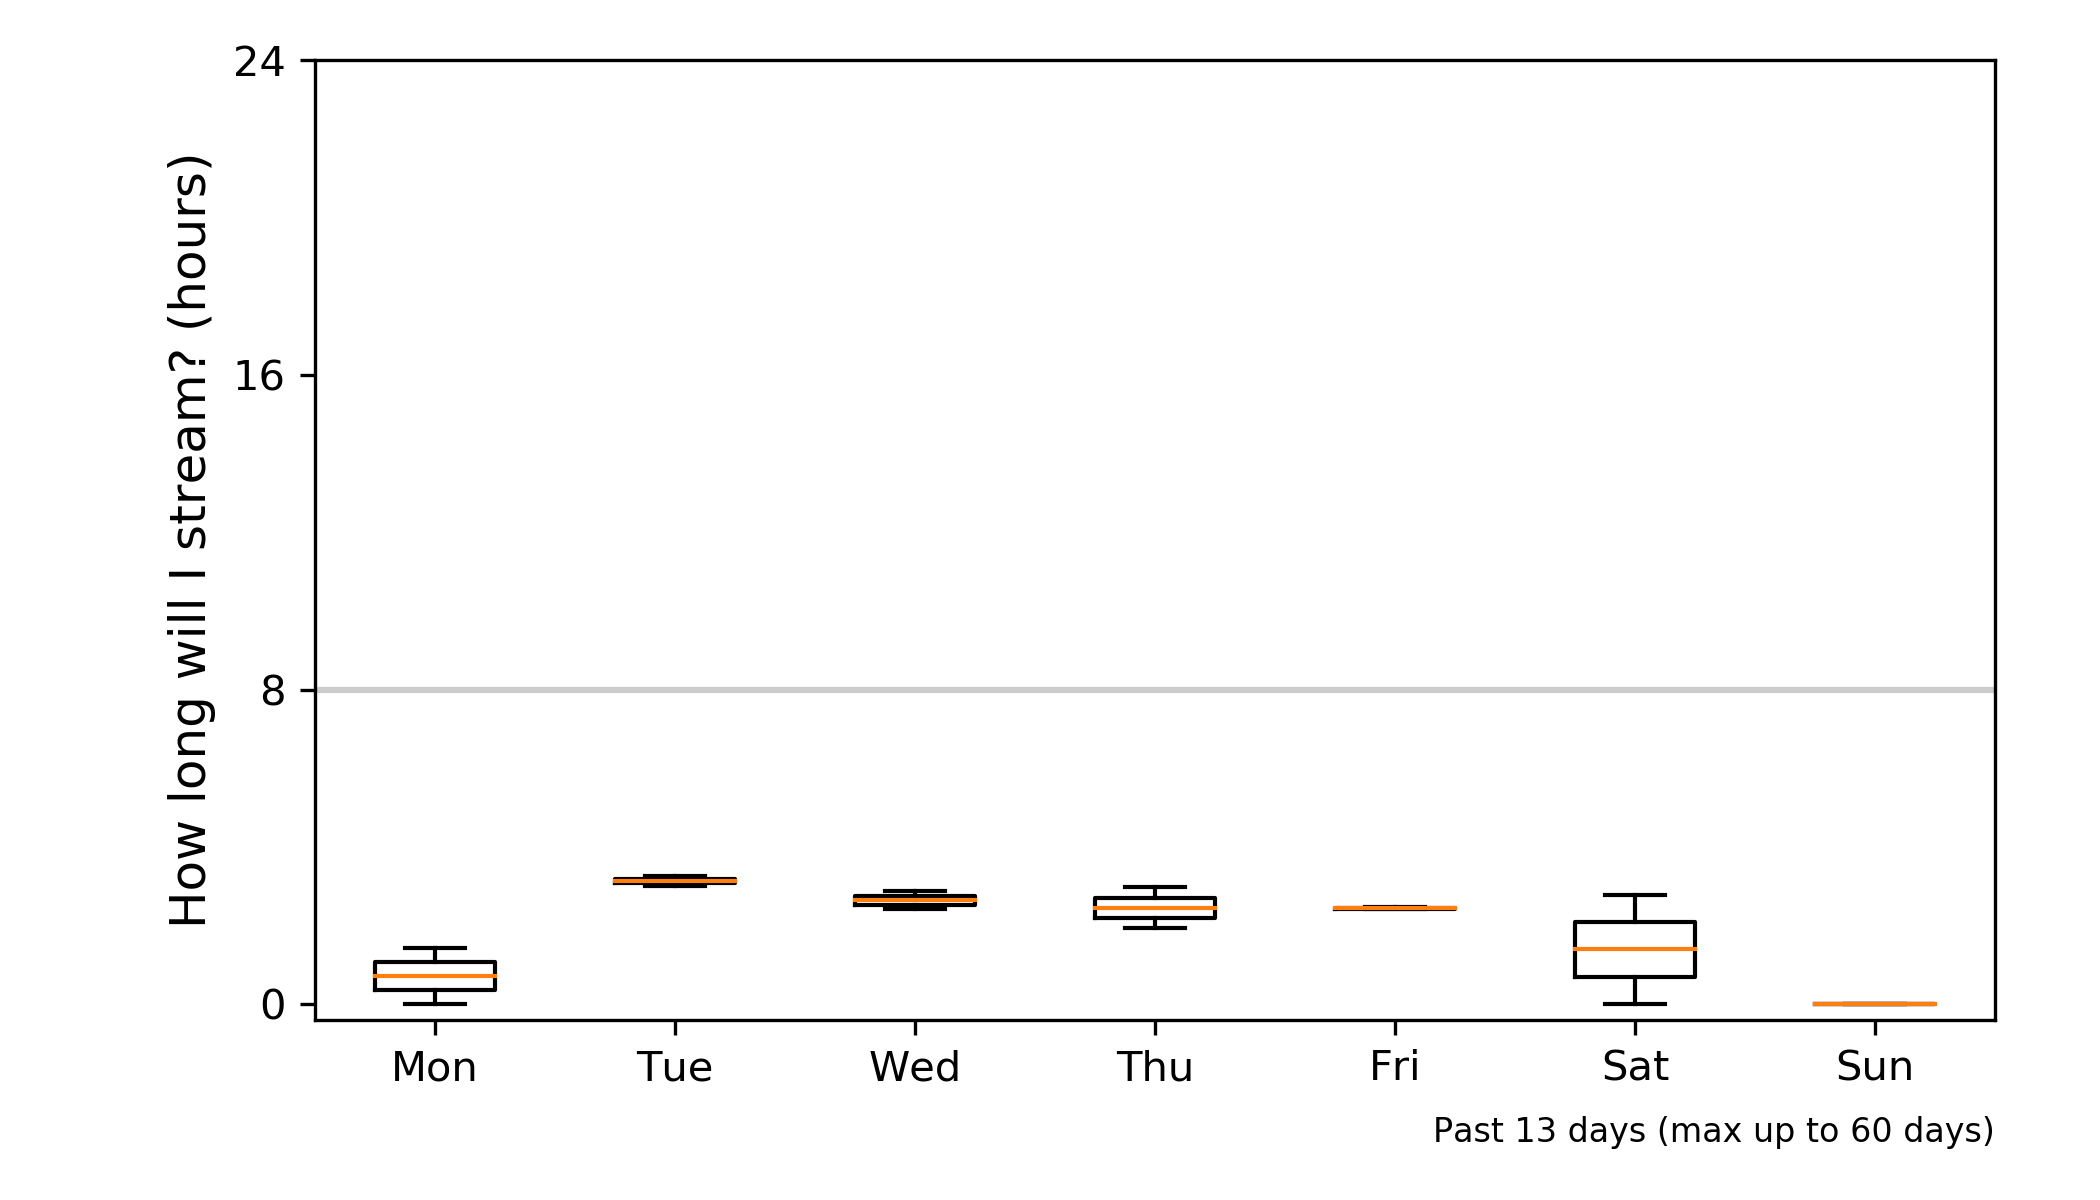 How long will I stream? (hours)
24
16
8
0
Mon Tue Wed Thu Fri Sat Sun
Past 13 days (max up to 60 days)